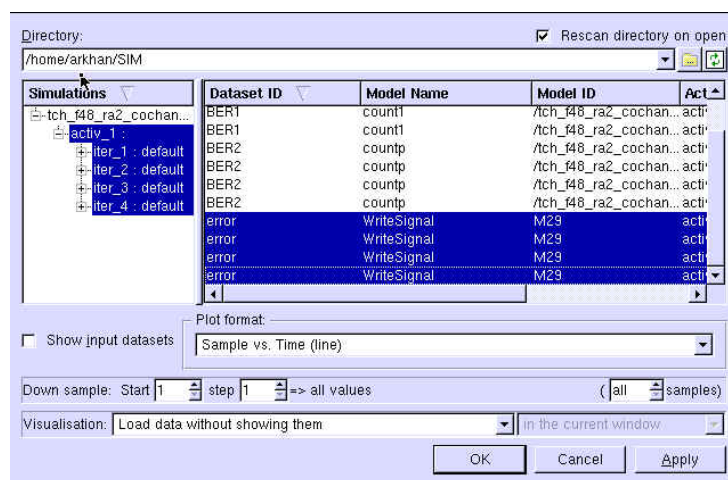 Directory:
Rescan directory on open
/home/arkhan/SIM
Simulations
Dataset ID Model Name Model ID Act
tch_f48_ra2_cochan...
activ_1 :
iter_1 : default
iter_2 : default
iter_3 : default
iter_4 : default
BER1 count1 /tch_f48_ra2_cochan... acti
BER1 count1 /tch_f48_ra2_cochan... acti
BER2 countp /tch_f48_ra2_cochan... acti
BER2 countp /tch_f48_ra2_cochan... acti
BER2 countp /tch_f48_ra2_cochan... acti
BER2 countp /tch_f48_ra2_cochan... acti
error WriteSignal M29 acti
error WriteSignal M29 acti
error WriteSignal M29 acti
error WriteSignal M29 acti
Show input datasets
Plot format:
Sample vs. Time (line)
Down sample: Start 1 step 1 => all values ( all samples)
Visualisation: Load data without showing them in the current window
OK Cancel Apply